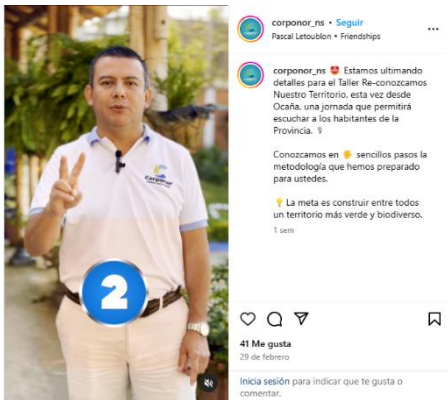 corponor_ns • Seguir
Pascal Letoublon • Friendships
corponor_ns 😍 Estamos ultimando
detalles para el Taller Re-conozcamos
Nuestro Territorio, esta vez desde
Ocaña, una jornada que permitirá
escuchar a los habitantes de la
Provincia. 🎙
Conozcamos en 🖐 sencillos pasos la
metodología que hemos preparado
para ustedes.
💡 La meta es construir entre todos
un territorio más verde y biodiverso.
1 sem
Corponor
2
41 Me gusta
29 de febrero
Inicia sesión para indicar que te gusta o
comentar.